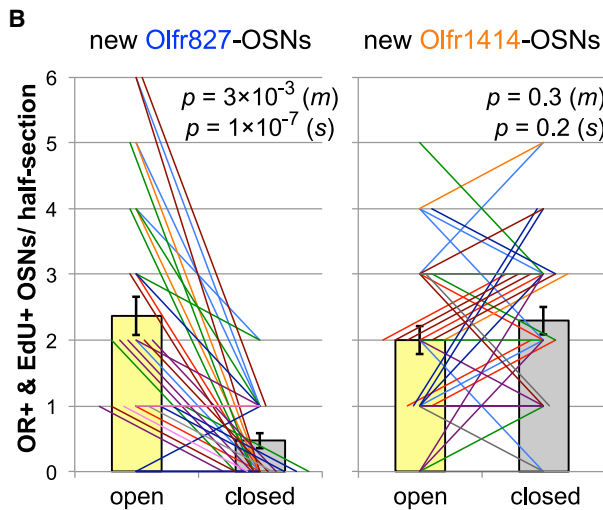 B
new Olfr827-OSNs
new Olfr1414-OSNs
OR+ & EdU+ OSNs/ half-section
6
5
4
3
2
1
0
p = 3×10⁻³ (m)
p = 1×10⁻⁷ (s)
p = 0.3 (m)
p = 0.2 (s)
open
closed
open
closed